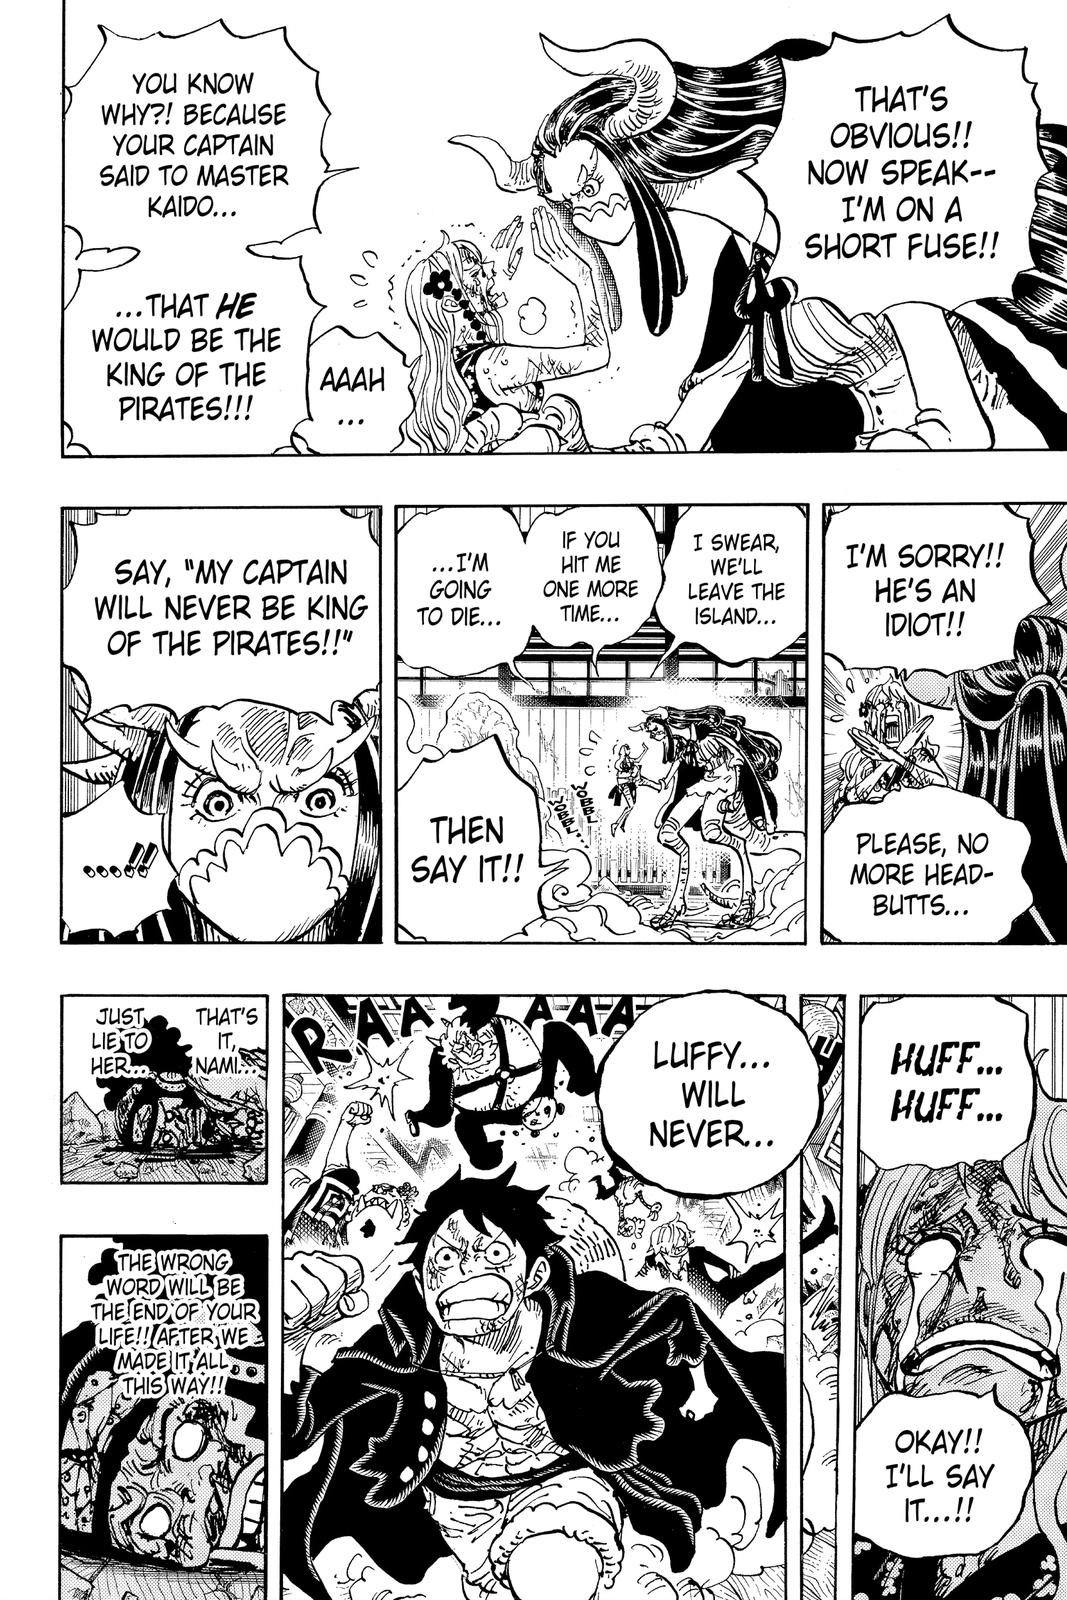 THAT'S
OBVIOUS!!
NOW SPEAK--
I'M ON A
SHORT FUSE!!
YOU KNOW
WHY?! BECAUSE
YOUR CAPTAIN
SAID TO MASTER
KAIDO...
...THAT HE
WOULD BE THE
KING OF THE
PIRATES!!!
AAAH
...
I'M SORRY!!
HE'S AN
IDIOT!!
PLEASE, NO
MORE HEAD-
BUTTS...
I SWEAR,
WE'LL
LEAVE THE
ISLAND...
IF YOU
HIT ME
ONE MORE
TIME...
...I'M
GOING
TO DIE...
WOBBL
WOBBL...
THEN
SAY IT!!
SAY, "MY CAPTAIN
WILL NEVER BE KING
OF THE PIRATES!!"
...!!
HUFF...
HUFF...
OKAY!!
I'LL SAY
IT...!!
LUFFY...
WILL
NEVER...
RAAAAAA
THAT'S
IT,
NAMI...
JUST
LIE TO
HER...
THE WRONG
WORD WILL BE
THE END OF YOUR
LIFE!! AFTER WE
MADE IT ALL
THIS WAY!!